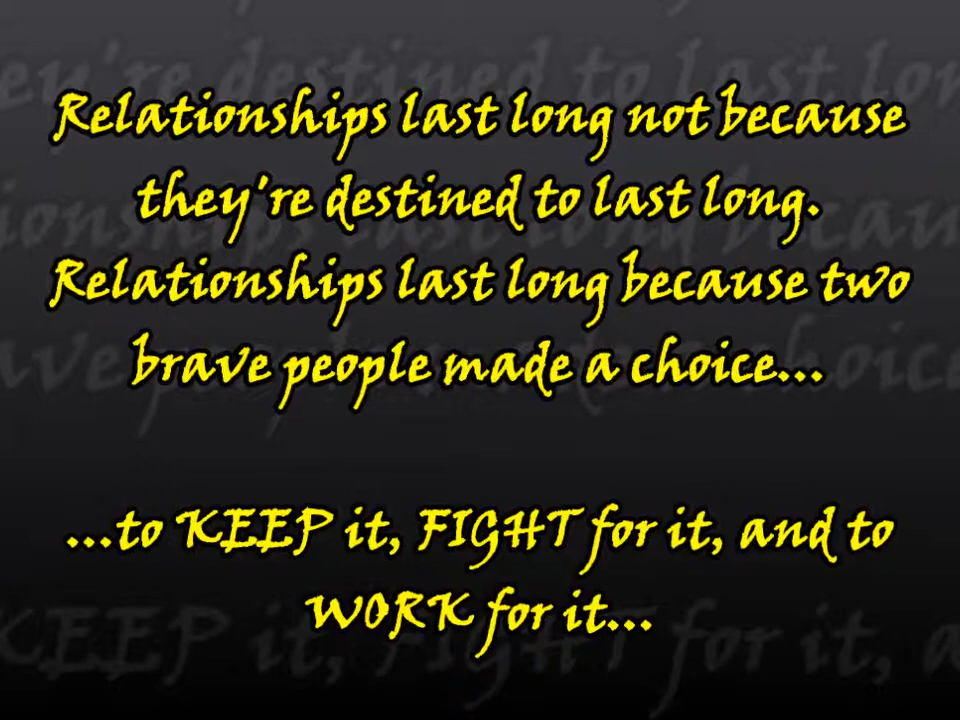 Relationships last long not because
they're destined to last long.
Relationships last long because two
brave people made a choice...
...to KEEP it, FIGHT for it, and to
WORK for it...